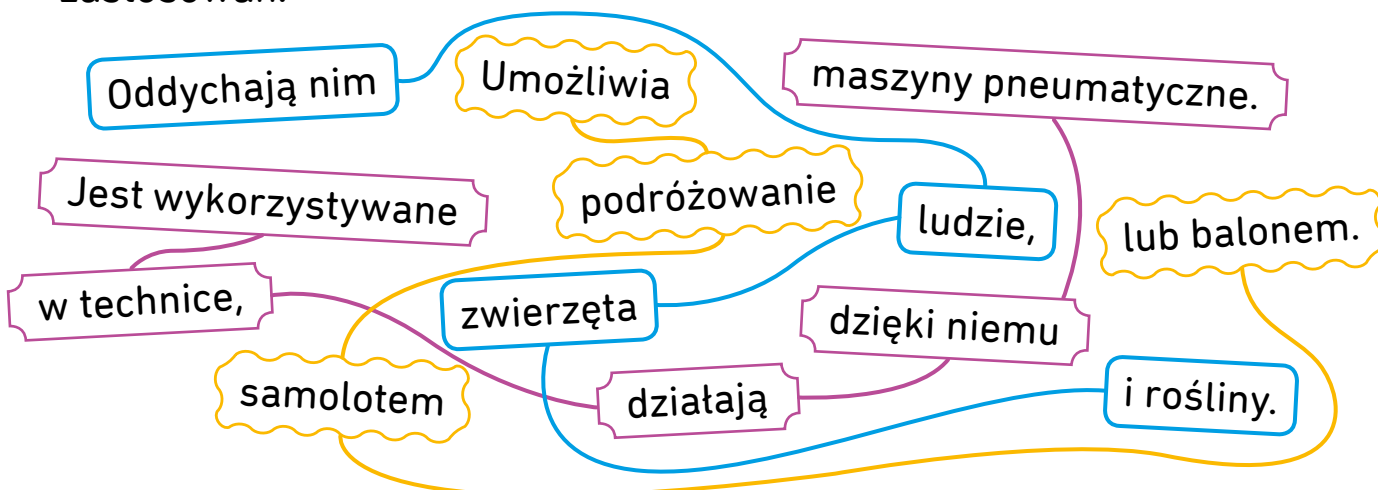 Oddychają nim
Umożliwia
maszyny pneumatyczne.
Jest wykorzystywane
podróżowanie
ludzie,
lub balonem.
w technice,
zwierzęta
dzięki niemu
samolotem
działają
i rośliny.